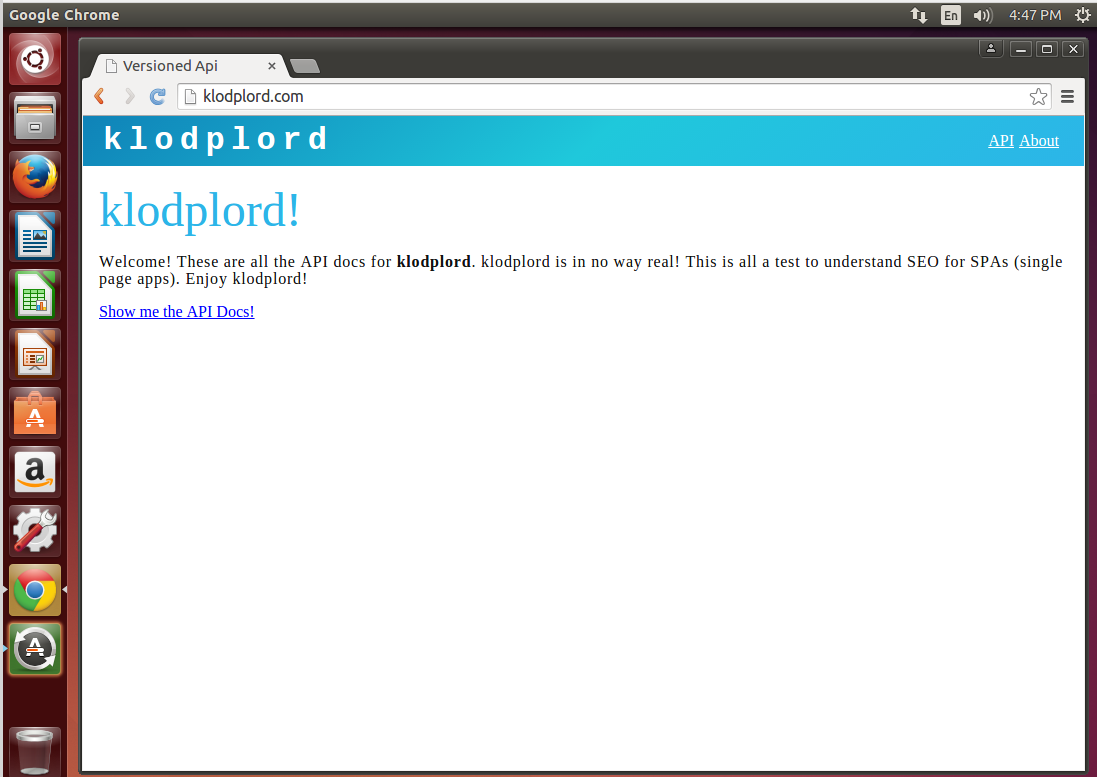 Google Chrome
En
4:47 PM
Versioned Api
klodplord.com
klodplord
API About
klodplord!
Welcome! These are all the API docs for klodplord. klodplord is in no way real! This is all a test to understand SEO for SPAs (single
page apps). Enjoy klodplord!
Show me the API Docs!
a